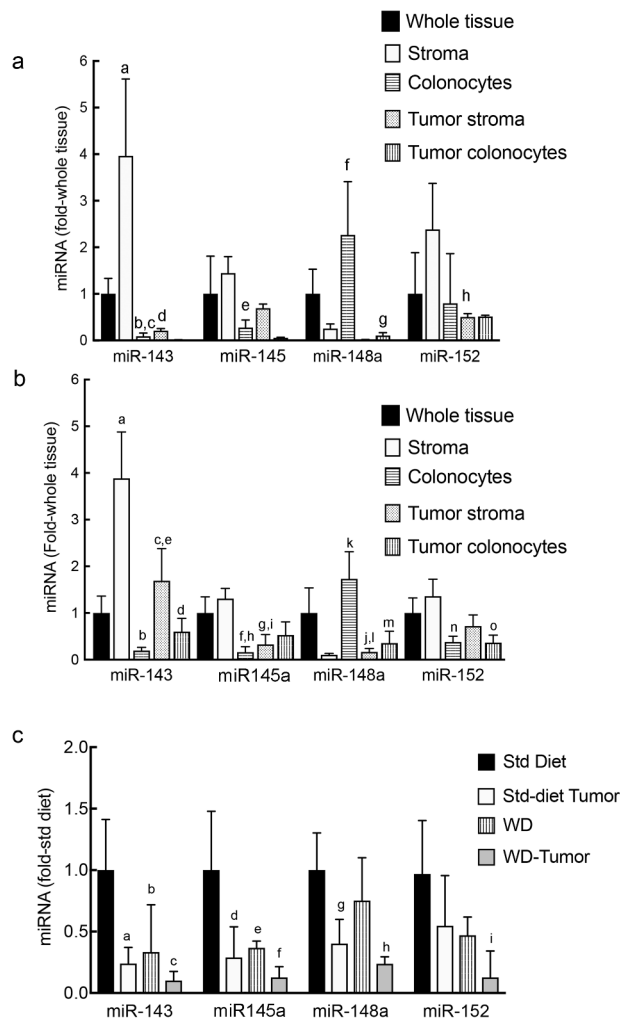 a
Whole tissue
Stroma
Colonocytes
Tumor stroma
Tumor colonocytes
miRNA (fold-whole tissue)
6
5
4
3
2
1
0
a
b,c
d
e
f
g
h
miR-143
miR-145
miR-148a
miR-152
b
Whole tissue
Stroma
Colonocytes
Tumor stroma
Tumor colonocytes
miRNA (Fold-whole tissue)
6
5
4
3
2
1
0
a
b
c,e
d
f,h
g,i
k
j,l
m
n
o
miR-143
miR145a
miR-148a
miR-152
c
Std Diet
Std-diet Tumor
WD
WD-Tumor
miRNA (fold-std diet)
2.0
1.5
1.0
0.5
0.0
a
b
c
d
e
f
g
h
i
miR-143
miR145a
miR-148a
miR-152